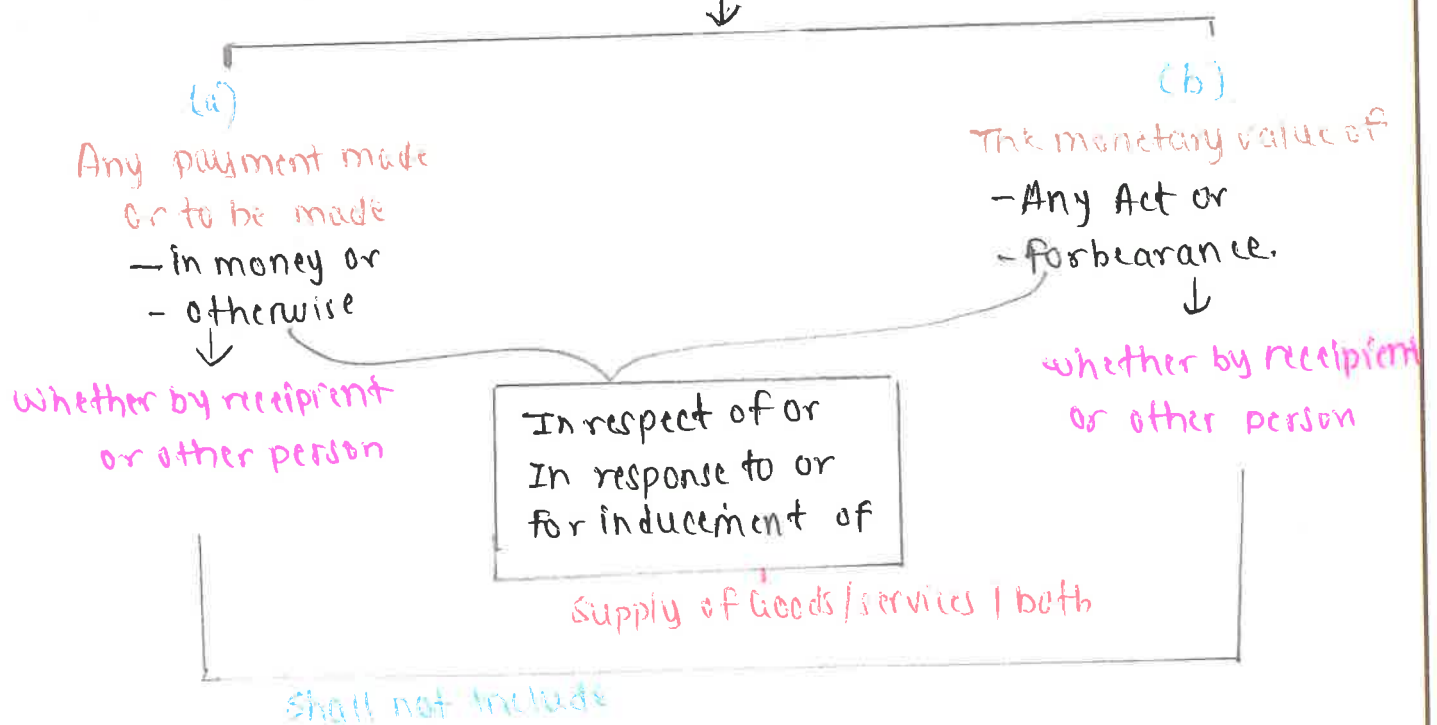 (a)
Any payment made
or to be made
- in money or
- otherwise
whether by receipient
or other person
(b)
The monetary value of
- Any Act or
- forbearance.
whether by receipient
or other person
In respect of or
In response to or
for inducement of
Supply of Goods/services/both
Shall not include